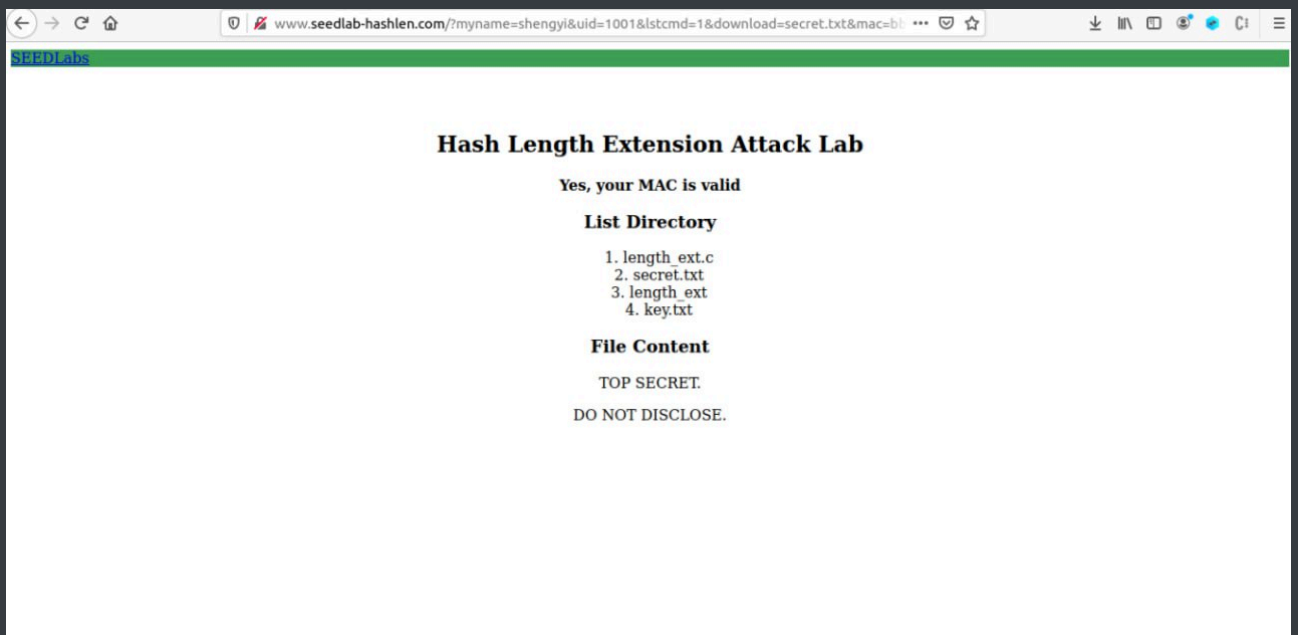 www.seedlab-hashlen.com/?myname=shengyi&uid=1001&lstcmd=1&download=secret.txt&mac=
SEEDLabs
Hash Length Extension Attack Lab
Yes, your MAC is valid
List Directory
1. length_ext.c
2. secret.txt
3. length_ext
4. key.txt
File Content
TOP SECRET.
DO NOT DISCLOSE.